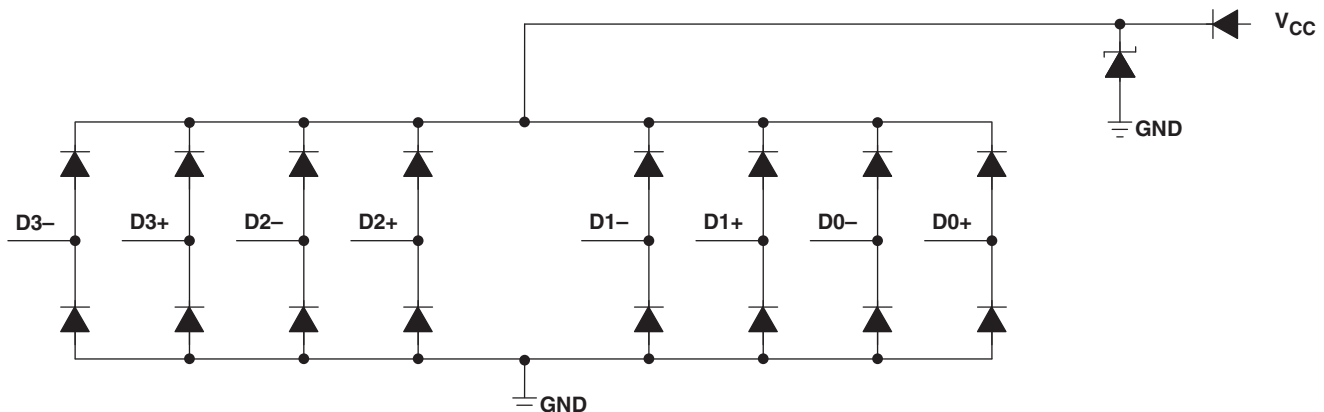 VCC
GND
D3– D3+ D2– D2+ D1– D1+ D0– D0+
GND